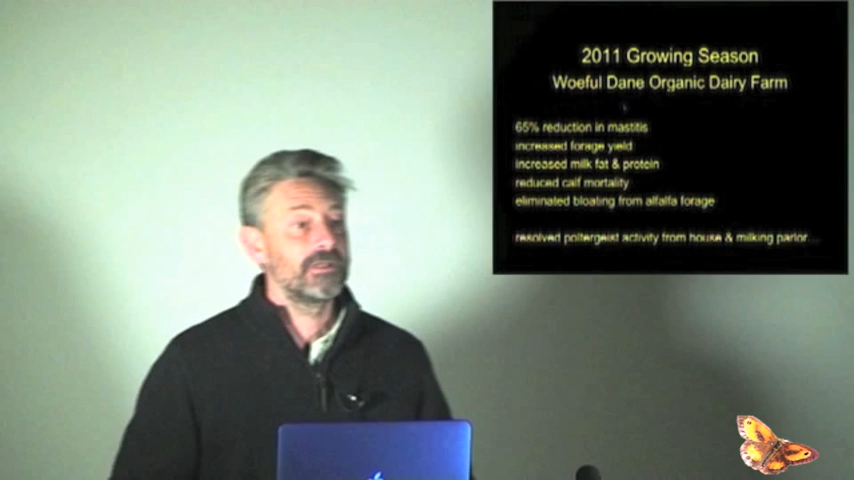 2011 Growing Season
Woeful Dane Organic Dairy Farm
65% reduction in mastitis
increased forage yield
increased milk fat & protein
reduced calf mortality
eliminated bloating from alfalfa forage
resolved poltergeist activity from house & milking parlor...